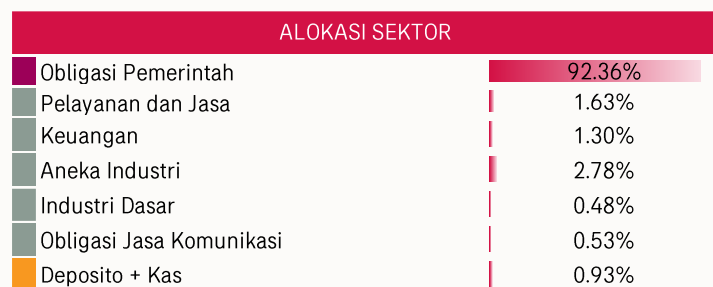 ALOKASI SEKTOR
Obligasi Pemerintah 92.36%
Pelayanan dan Jasa 1.63%
Keuangan 1.30%
Aneka Industri 2.78%
Industri Dasar 0.48%
Obligasi Jasa Komunikasi 0.53%
Deposito + Kas 0.93%